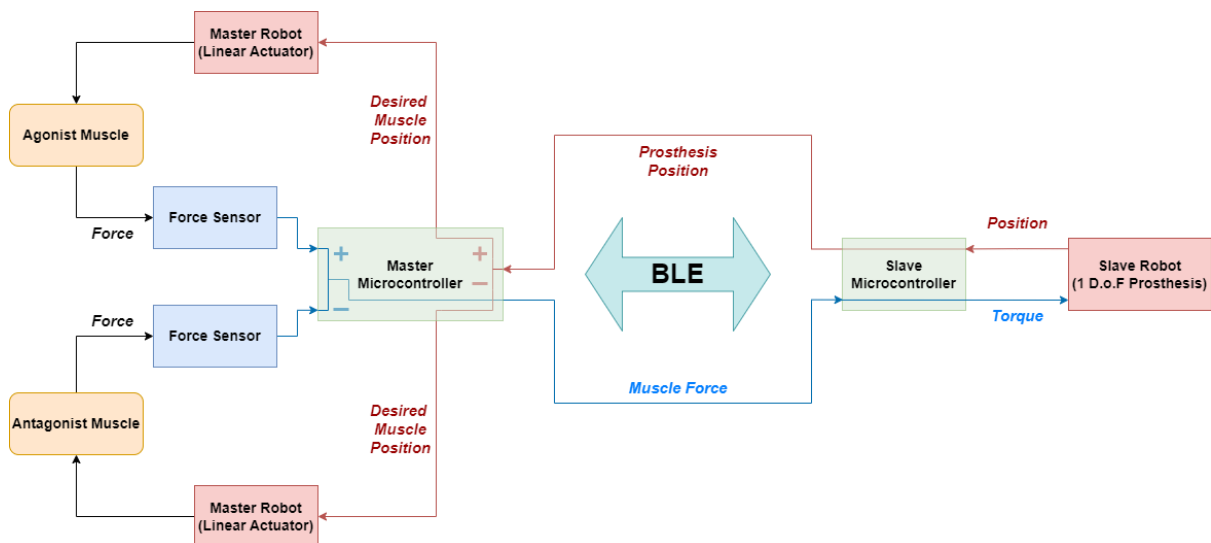 Master Robot
(Linear Actuator)
Agonist Muscle
Force
Force Sensor
Desired
Muscle
Position
+
+
Master
Microcontroller
−
−
Force
Force Sensor
Antagonist Muscle
Desired
Muscle
Position
Master Robot
(Linear Actuator)
Prosthesis
Position
BLE
Muscle Force
Slave
Microcontroller
Position
Torque
Slave Robot
(1 D.o.F Prosthesis)